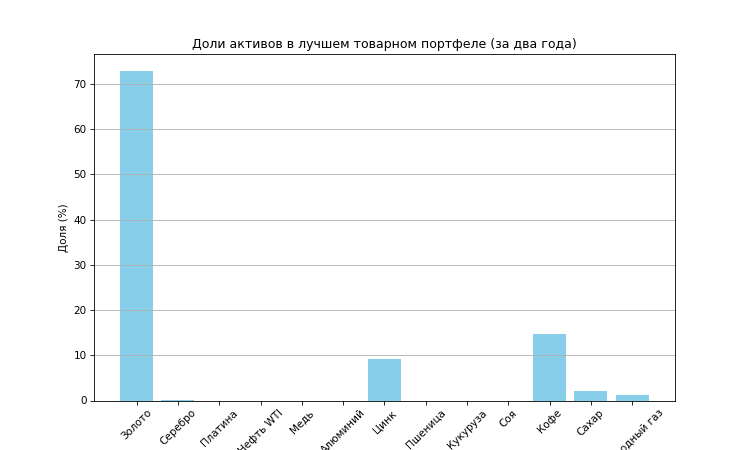 Доли активов в лучшем товарном портфеле (за два года)
Доля (%)
70
60
50
40
30
20
10
0
Золото
Серебро
Платина
Нефть WTI
Медь
Алюминий
Цинк
Пшеница
Кукуруза
Соя
Кофе
Сахар
одный газ